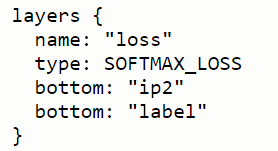 layers {
  name: "loss"
  type: SOFTMAX_LOSS
  bottom: "ip2"
  bottom: "label"
}